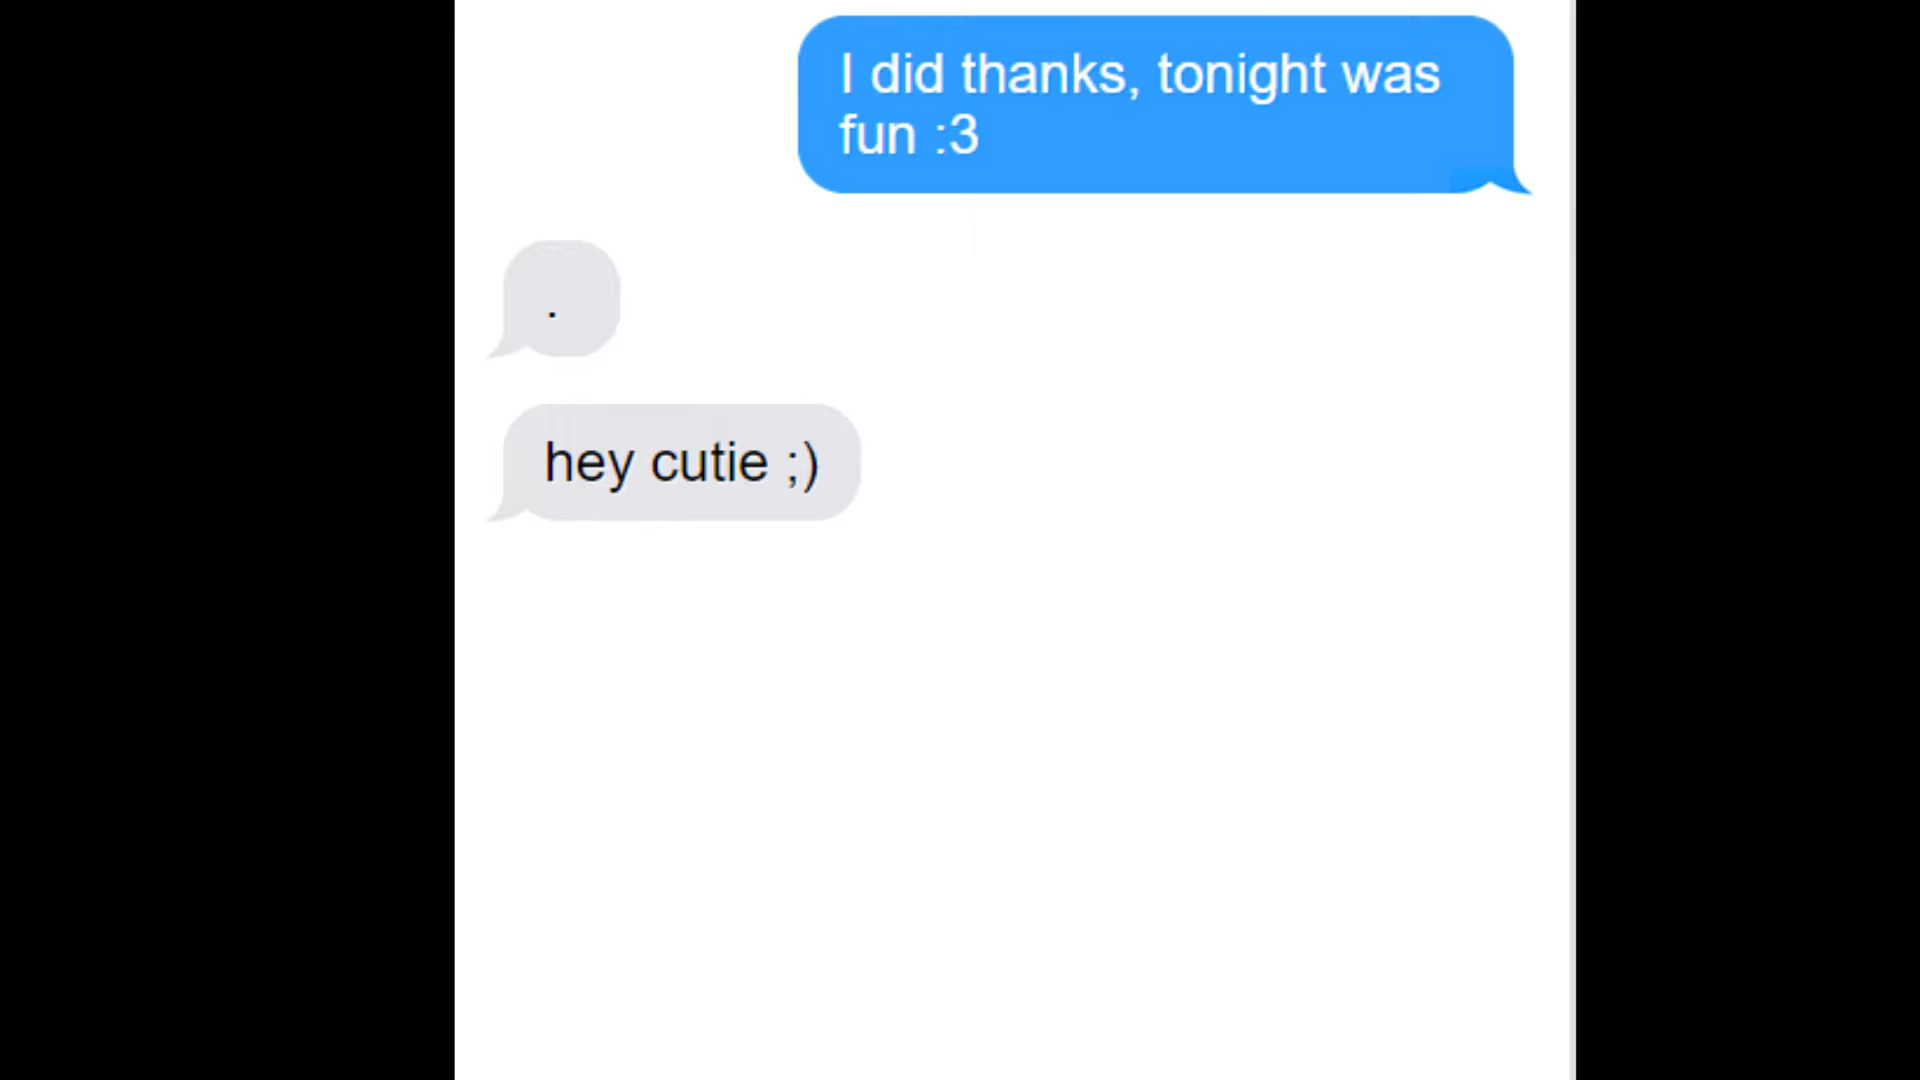 I did thanks, tonight was
fun :3
.
hey cutie ;)